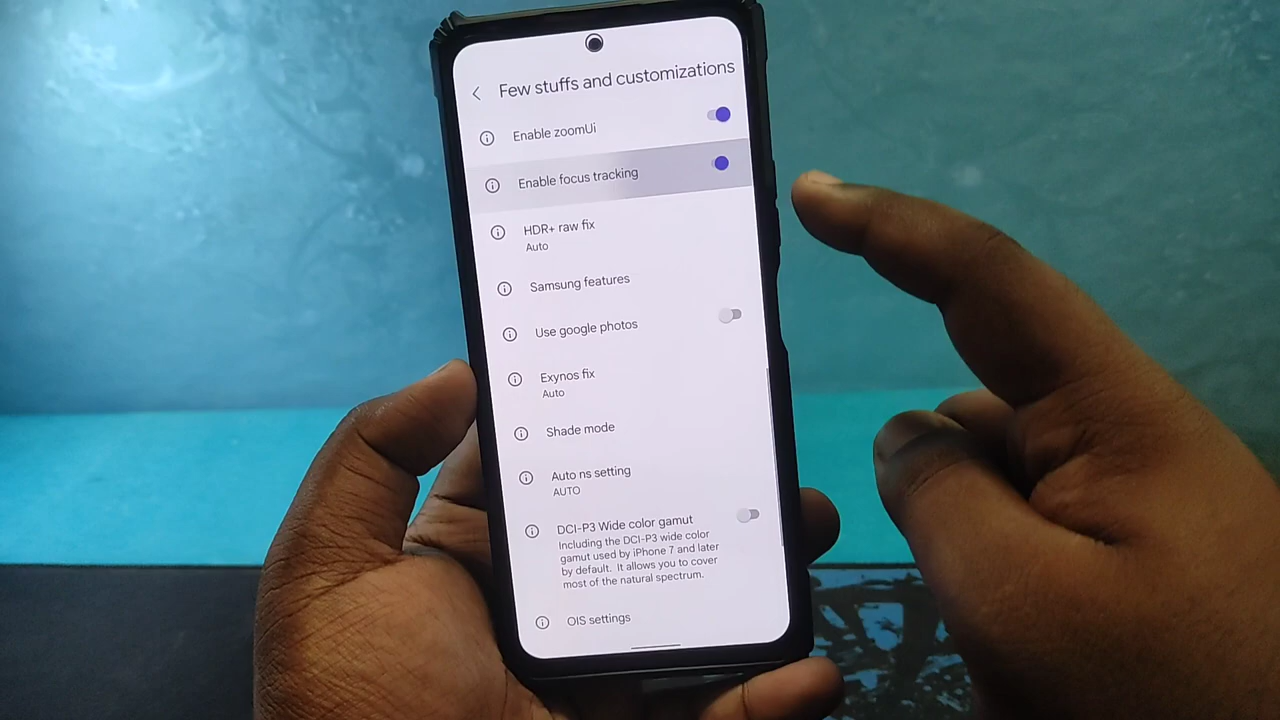 Few stuffs and customizations
Enable zoomUi
Enable focus tracking
HDR+ raw fix
Auto
Samsung features
Use google photos
Exynos fix
Auto
Shade mode
Auto ns setting
AUTO
DCI-P3 Wide color gamut
Including the DCI-P3 wide color
gamut used by iPhone 7 and later
by default. It allows you to cover
most of the natural spectrum.
OIS settings